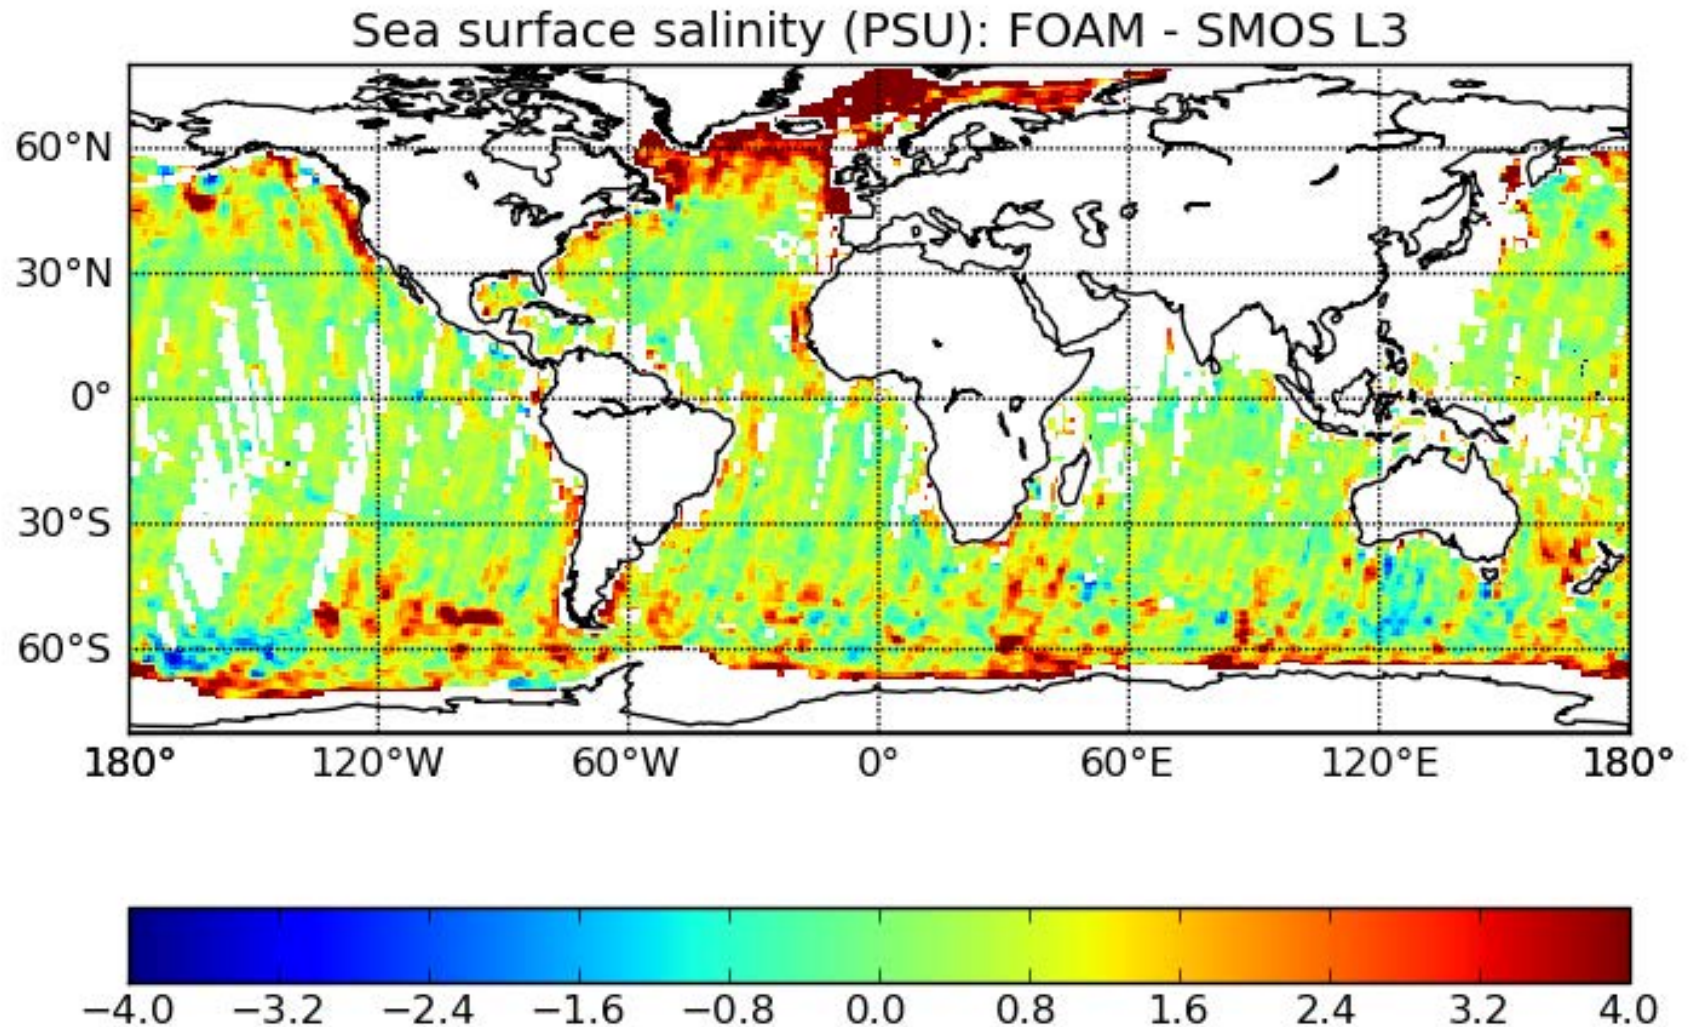 Sea surface salinity (PSU): FOAM - SMOS L3
60°N
30°N
0°
30°S
60°S
180° 120°W 60°W 0° 60°E 120°E 180°
−4.0 −3.2 −2.4 −1.6 −0.8 0.0 0.8 1.6 2.4 3.2 4.0